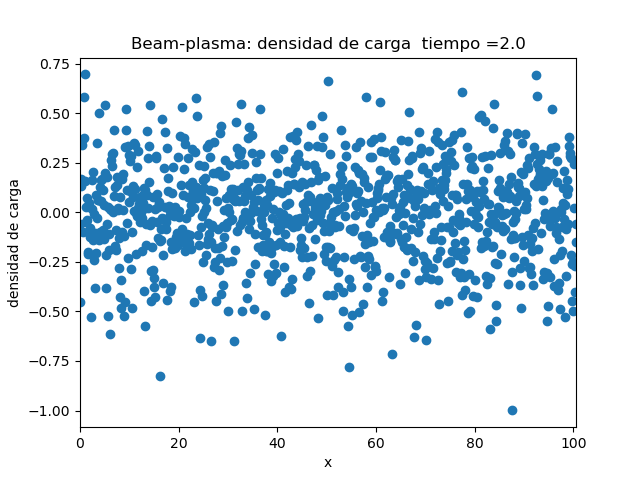 Beam-plasma: densidad de carga  tiempo =2.0
densidad de carga
0.75
0.50
0.25
0.00
−0.25
−0.50
−0.75
−1.00
0 20 40 60 80 100
x